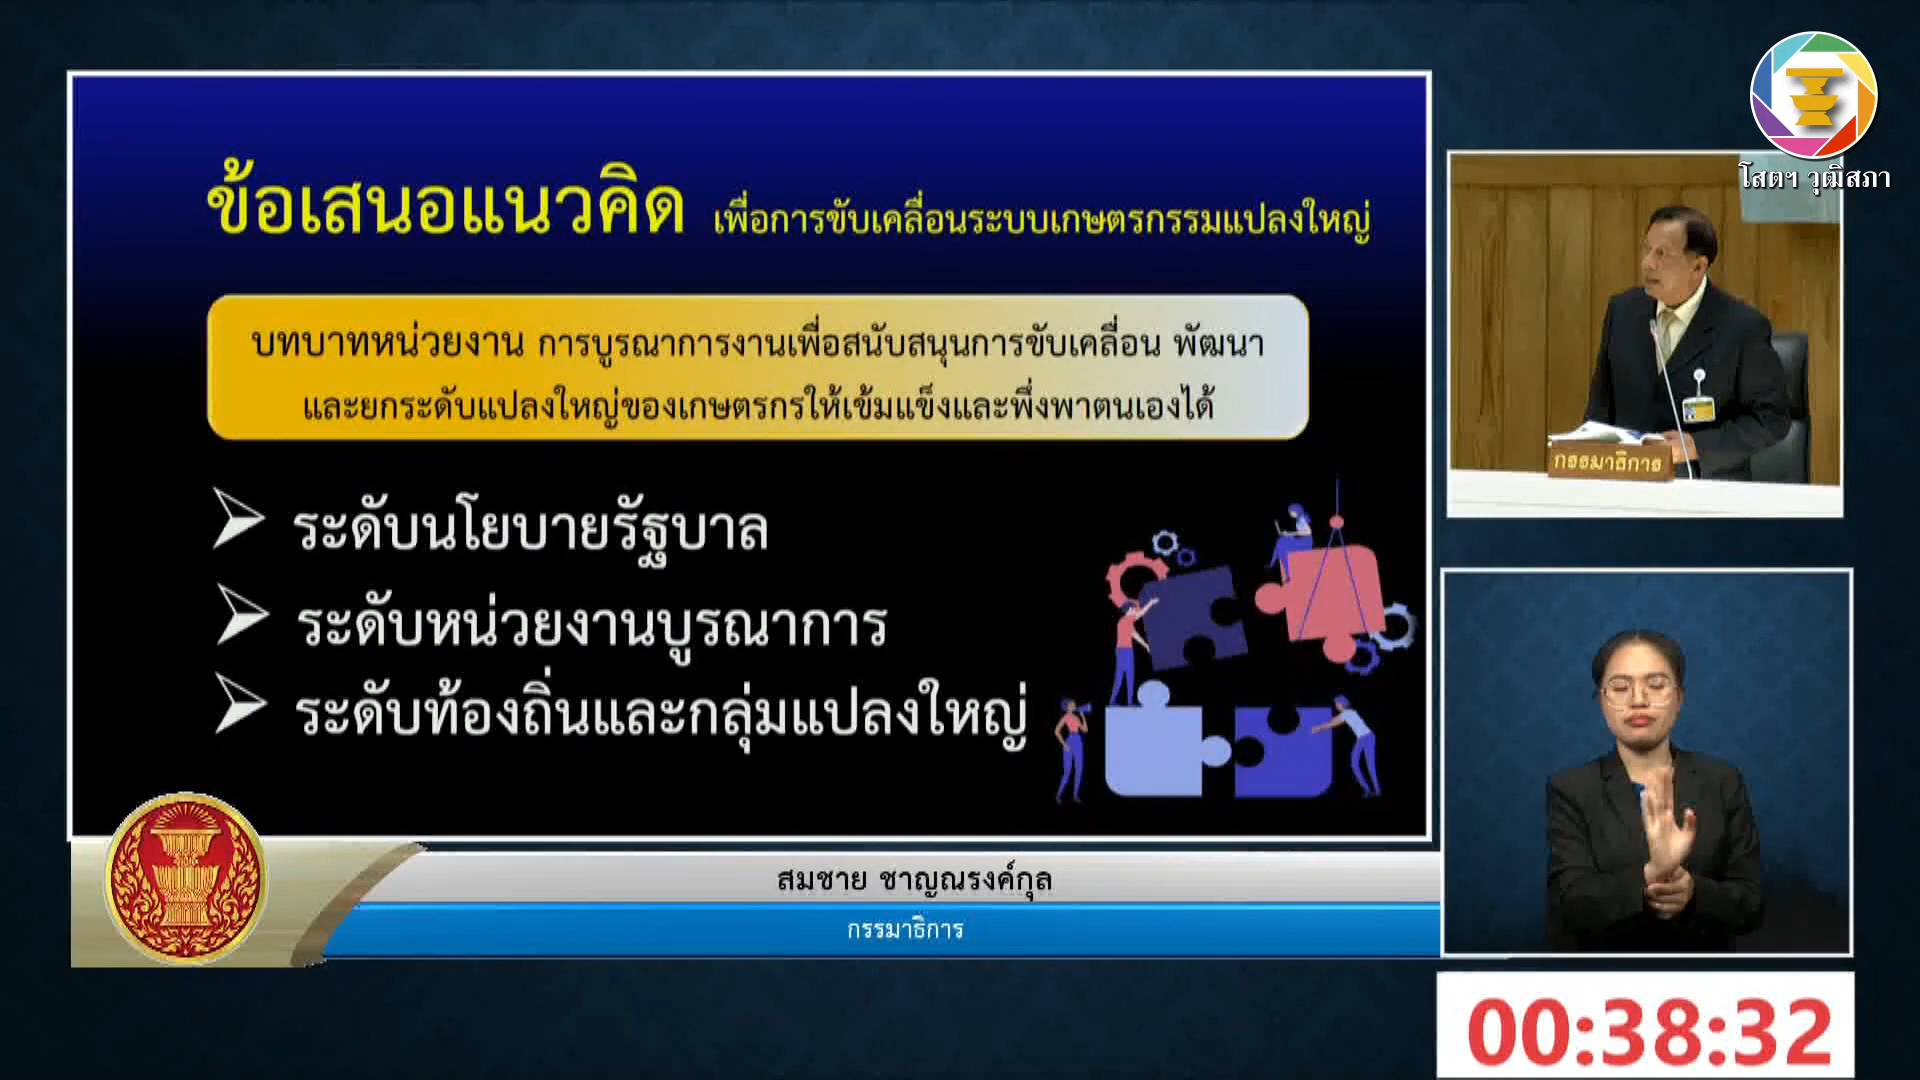 โสตฯ วุฒิสภา
ข้อเสนอแนวคิด เพื่อการขับเคลื่อนระบบเกษตรกรรมแปลงใหญ่
บทบาทหน่วยงาน การบูรณาการงานเพื่อสนับสนุนการขับเคลื่อน พัฒนา
และยกระดับแปลงใหญ่ของเกษตรกรให้เข้มแข็งและพึ่งพาตนเองได้
ระดับนโยบายรัฐบาล
ระดับหน่วยงานบูรณาการ
ระดับท้องถิ่นและกลุ่มแปลงใหญ่
กรรมาธิการ
สมชาย ชาญณรงค์กุล
กรรมาธิการ
00:38:32